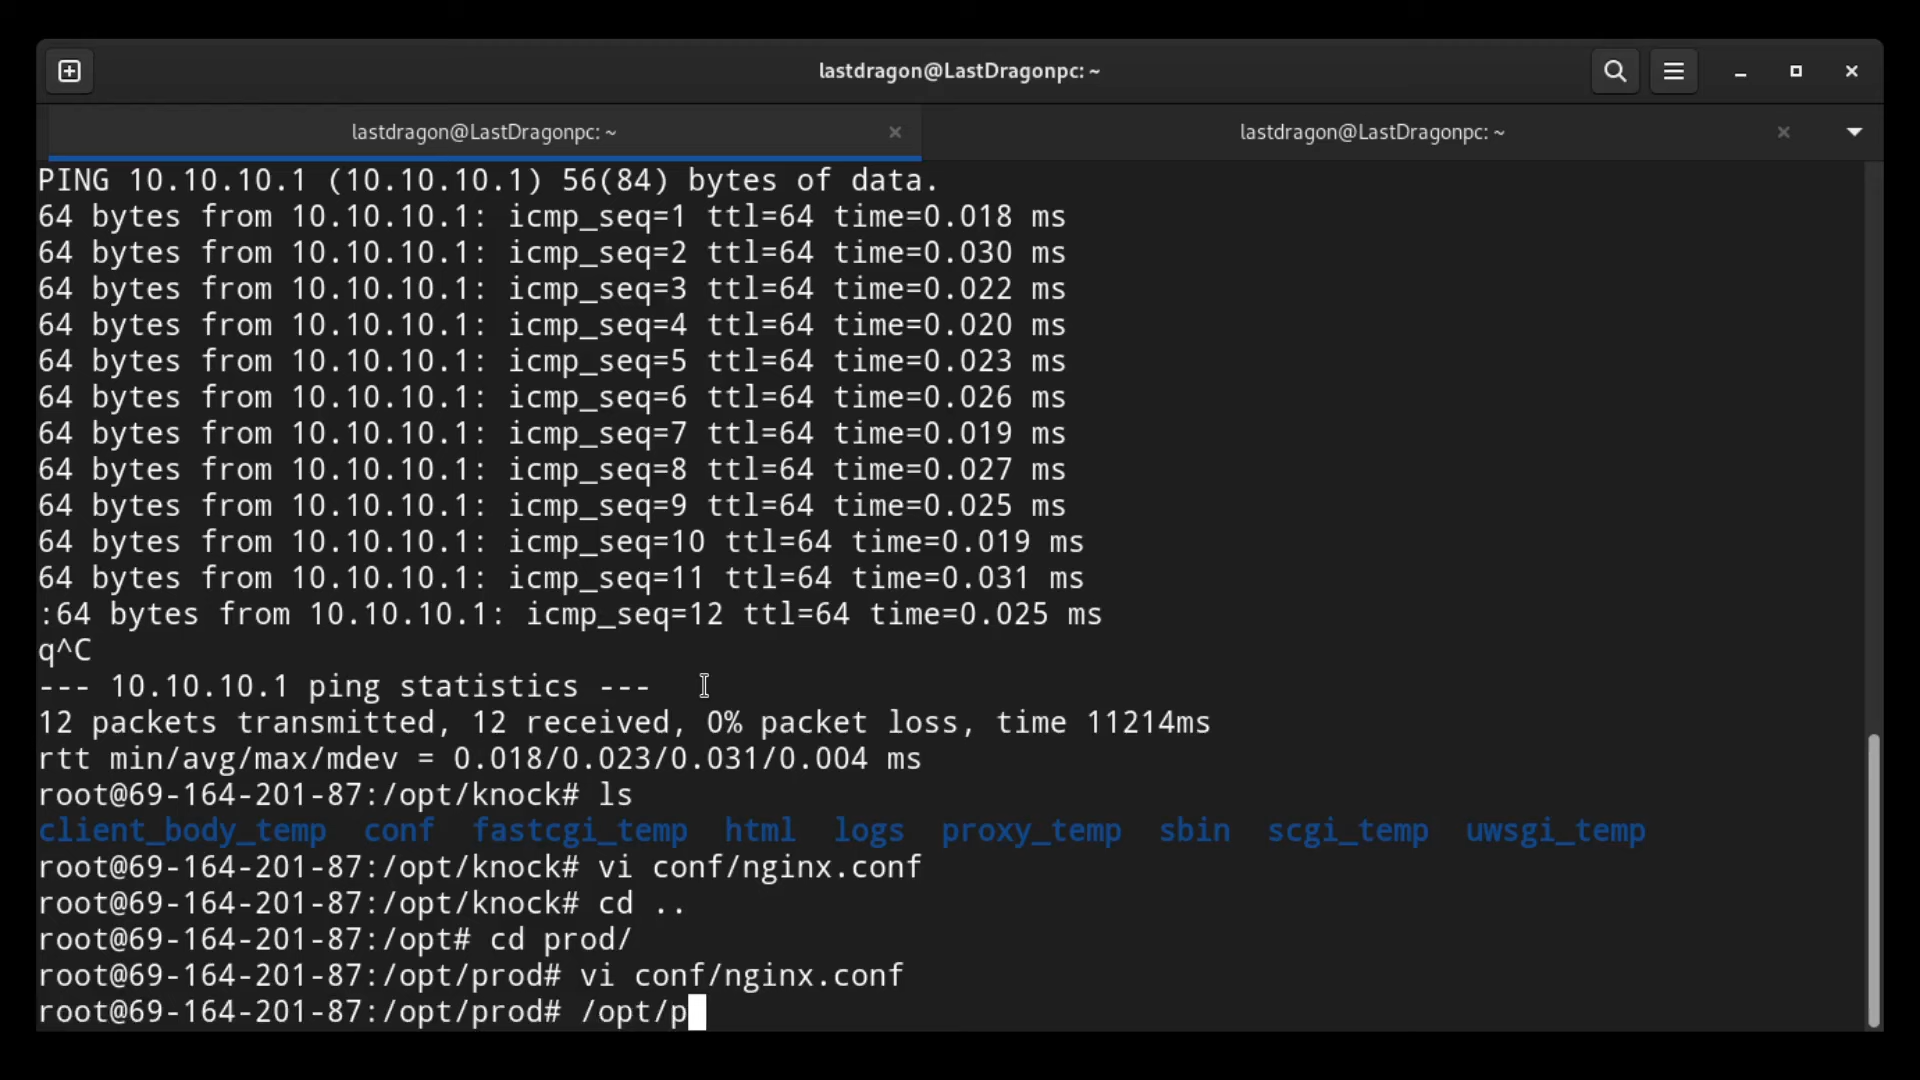 lastdragon@LastDragonpc: ~
lastdragon@LastDragonpc: ~
lastdragon@LastDragonpc: ~
PING 10.10.10.1 (10.10.10.1) 56(84) bytes of data.
64 bytes from 10.10.10.1: icmp_seq=1 ttl=64 time=0.018 ms
64 bytes from 10.10.10.1: icmp_seq=2 ttl=64 time=0.030 ms
64 bytes from 10.10.10.1: icmp_seq=3 ttl=64 time=0.022 ms
64 bytes from 10.10.10.1: icmp_seq=4 ttl=64 time=0.020 ms
64 bytes from 10.10.10.1: icmp_seq=5 ttl=64 time=0.023 ms
64 bytes from 10.10.10.1: icmp_seq=6 ttl=64 time=0.026 ms
64 bytes from 10.10.10.1: icmp_seq=7 ttl=64 time=0.019 ms
64 bytes from 10.10.10.1: icmp_seq=8 ttl=64 time=0.027 ms
64 bytes from 10.10.10.1: icmp_seq=9 ttl=64 time=0.025 ms
64 bytes from 10.10.10.1: icmp_seq=10 ttl=64 time=0.019 ms
64 bytes from 10.10.10.1: icmp_seq=11 ttl=64 time=0.031 ms
:64 bytes from 10.10.10.1: icmp_seq=12 ttl=64 time=0.025 ms
q^C
--- 10.10.10.1 ping statistics ---
12 packets transmitted, 12 received, 0% packet loss, time 11214ms
rtt min/avg/max/mdev = 0.018/0.023/0.031/0.004 ms
root@69-164-201-87:/opt/knock# ls
client_body_temp conf fastcgi_temp html logs proxy_temp sbin scgi_temp uwsgi_temp
root@69-164-201-87:/opt/knock# vi conf/nginx.conf
root@69-164-201-87:/opt/knock# cd ..
root@69-164-201-87:/opt# cd prod/
root@69-164-201-87:/opt/prod# vi conf/nginx.conf
root@69-164-201-87:/opt/prod# /opt/p